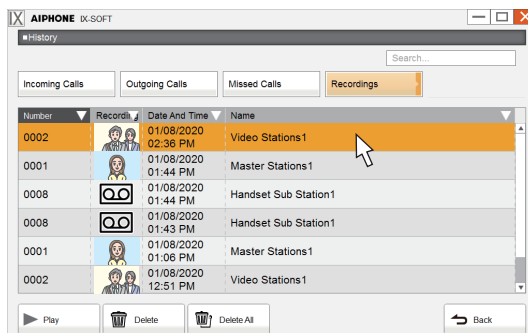 AIPHONE IX-SOFT
History
Search...
Incoming Calls Outgoing Calls Missed Calls Recordings
Number Recording Date And Time Name
0002 01/08/2020 02:36 PM Video Stations1
0001 01/08/2020 01:44 PM Master Stations1
0008 01/08/2020 01:44 PM Handset Sub Station1
0008 01/08/2020 01:43 PM Handset Sub Station1
0001 01/08/2020 01:06 PM Master Stations1
0002 01/08/2020 12:51 PM Video Stations1
Play Delete Delete All Back